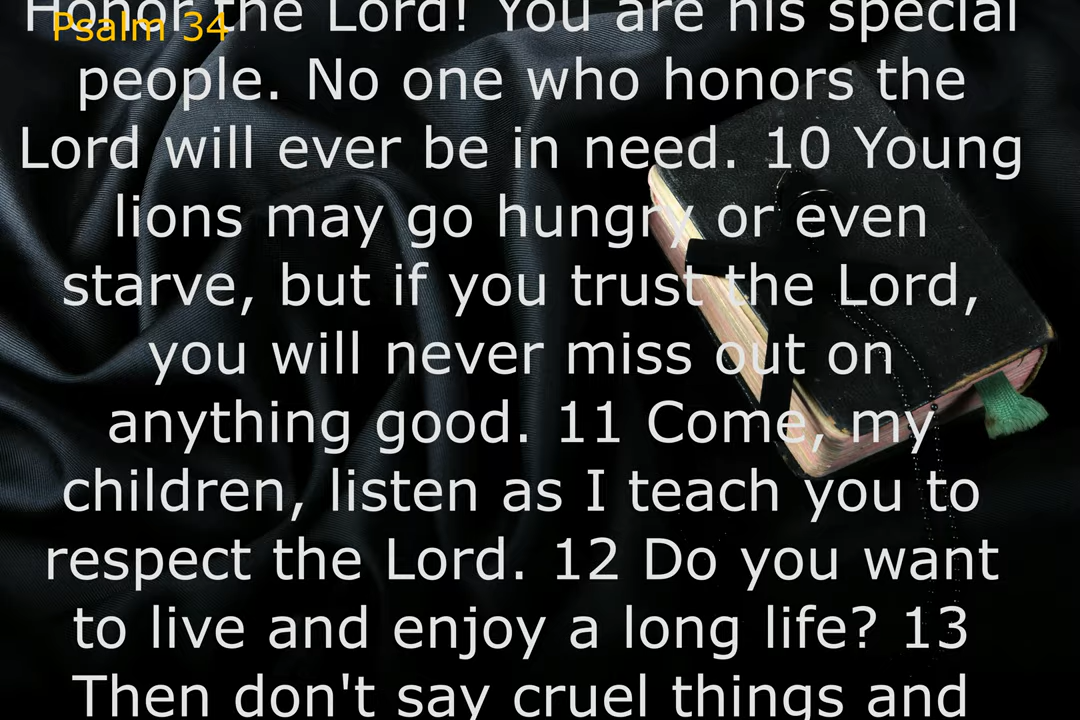 Honor the Lord! You are his special
Psalm 34
people. No one who honors the
Lord will ever be in need. 10 Young
lions may go hungry or even
starve, but if you trust the Lord,
you will never miss out on
anything good. 11 Come, my
children, listen as I teach you to
respect the Lord. 12 Do you want
to live and enjoy a long life? 13
Then don't say cruel things and